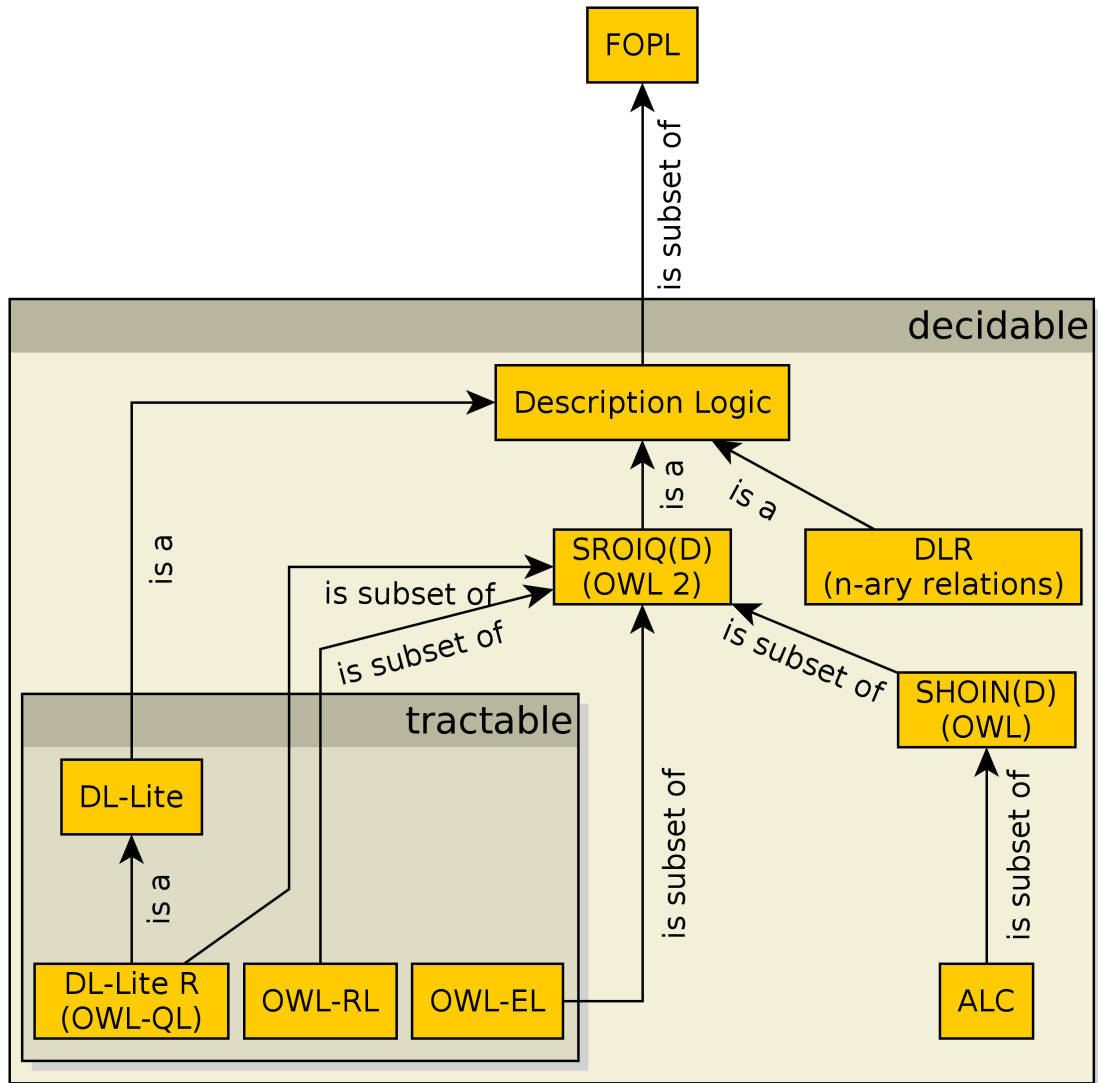 FOPL
is subset of
decidable
Description Logic
is a
is a
is a
SROIQ(D)
(OWL 2)
DLR
(n-ary relations)
is subset of
is subset of
is subset of
SHOIN(D)
(OWL)
tractable
DL-Lite
is subset of
is subset of
is a
DL-Lite R
(OWL-QL)
OWL-RL
OWL-EL
ALC